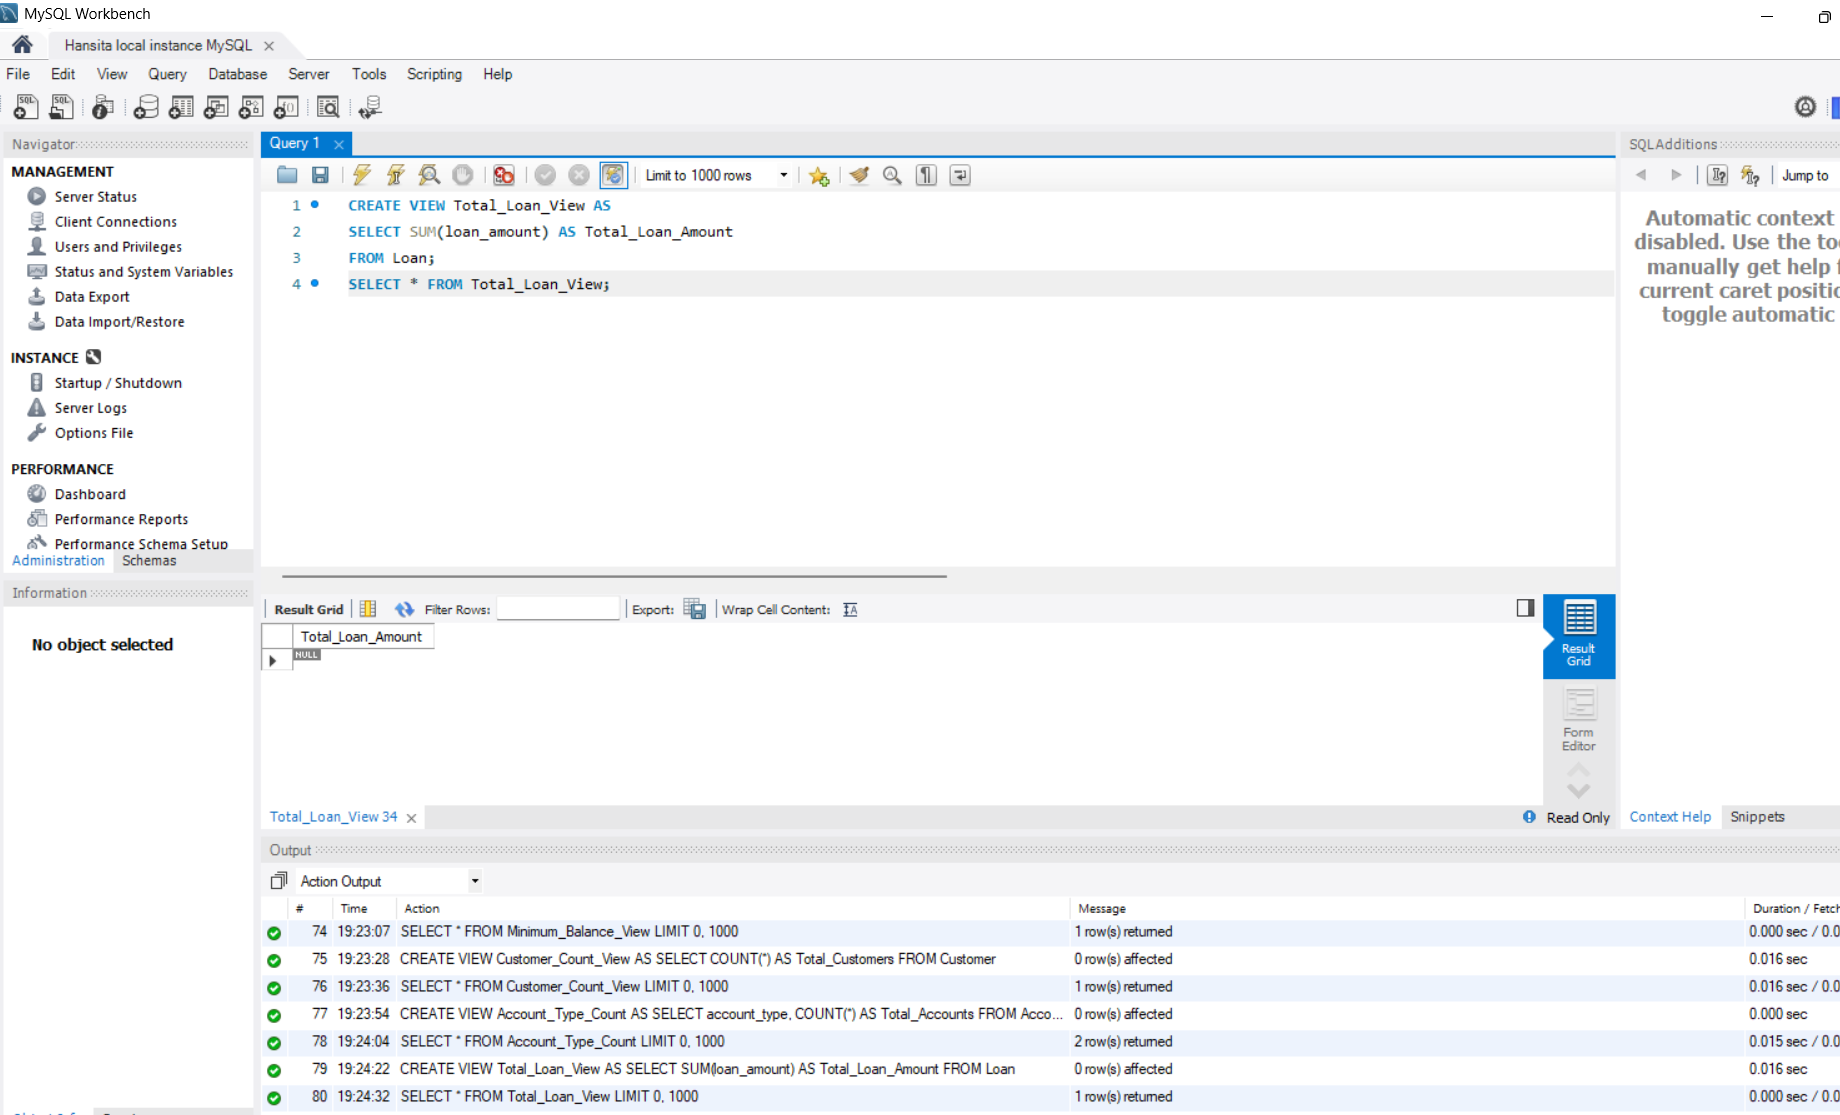 MySQL Workbench
Hansita local instance MySQL
File Edit View Query Database Server Tools Scripting Help
Navigator
MANAGEMENT
Server Status
Client Connections
Users and Privileges
Status and System Variables
Data Export
Data Import/Restore
INSTANCE
Startup / Shutdown
Server Logs
Options File
PERFORMANCE
Dashboard
Performance Reports
Performance Schema Setup
Administration Schemas
Information
No object selected
Query 1
Limit to 1000 rows
1 CREATE VIEW Total_Loan_View AS
2 SELECT SUM(loan_amount) AS Total_Loan_Amount
3 FROM Loan;
4 SELECT * FROM Total_Loan_View;
Result Grid Filter Rows: Export: Wrap Cell Content:
Total_Loan_Amount
NULL
Result
Grid
Form
Editor
Total_Loan_View 34
Read Only
SQLAdditions
Jump to
Automatic context
disabled. Use the
manually get help
current caret
toggle automatic
Context Help Snippets
Output
Action Output
# Time Action Message Duration / Fetch
74 19:23:07 SELECT * FROM Minimum_Balance_View LIMIT 0, 1000 1 row(s) returned 0.000 sec / 0.0
75 19:23:28 CREATE VIEW Customer_Count_View AS SELECT COUNT(*) AS Total_Customers FROM Customer 0 row(s) affected 0.016 sec
76 19:23:36 SELECT * FROM Customer_Count_View LIMIT 0, 1000 1 row(s) returned 0.016 sec / 0.0
77 19:23:54 CREATE VIEW Account_Type_Count AS SELECT account_type, COUNT(*) AS Total_Accounts FROM Acco... 0 row(s) affected 0.000 sec
78 19:24:04 SELECT * FROM Account_Type_Count LIMIT 0, 1000 2 row(s) returned 0.015 sec / 0.0
79 19:24:22 CREATE VIEW Total_Loan_View AS SELECT SUM(loan_amount) AS Total_Loan_Amount FROM Loan 0 row(s) affected 0.016 sec
80 19:24:32 SELECT * FROM Total_Loan_View LIMIT 0, 1000 1 row(s) returned 0.000 sec / 0.0